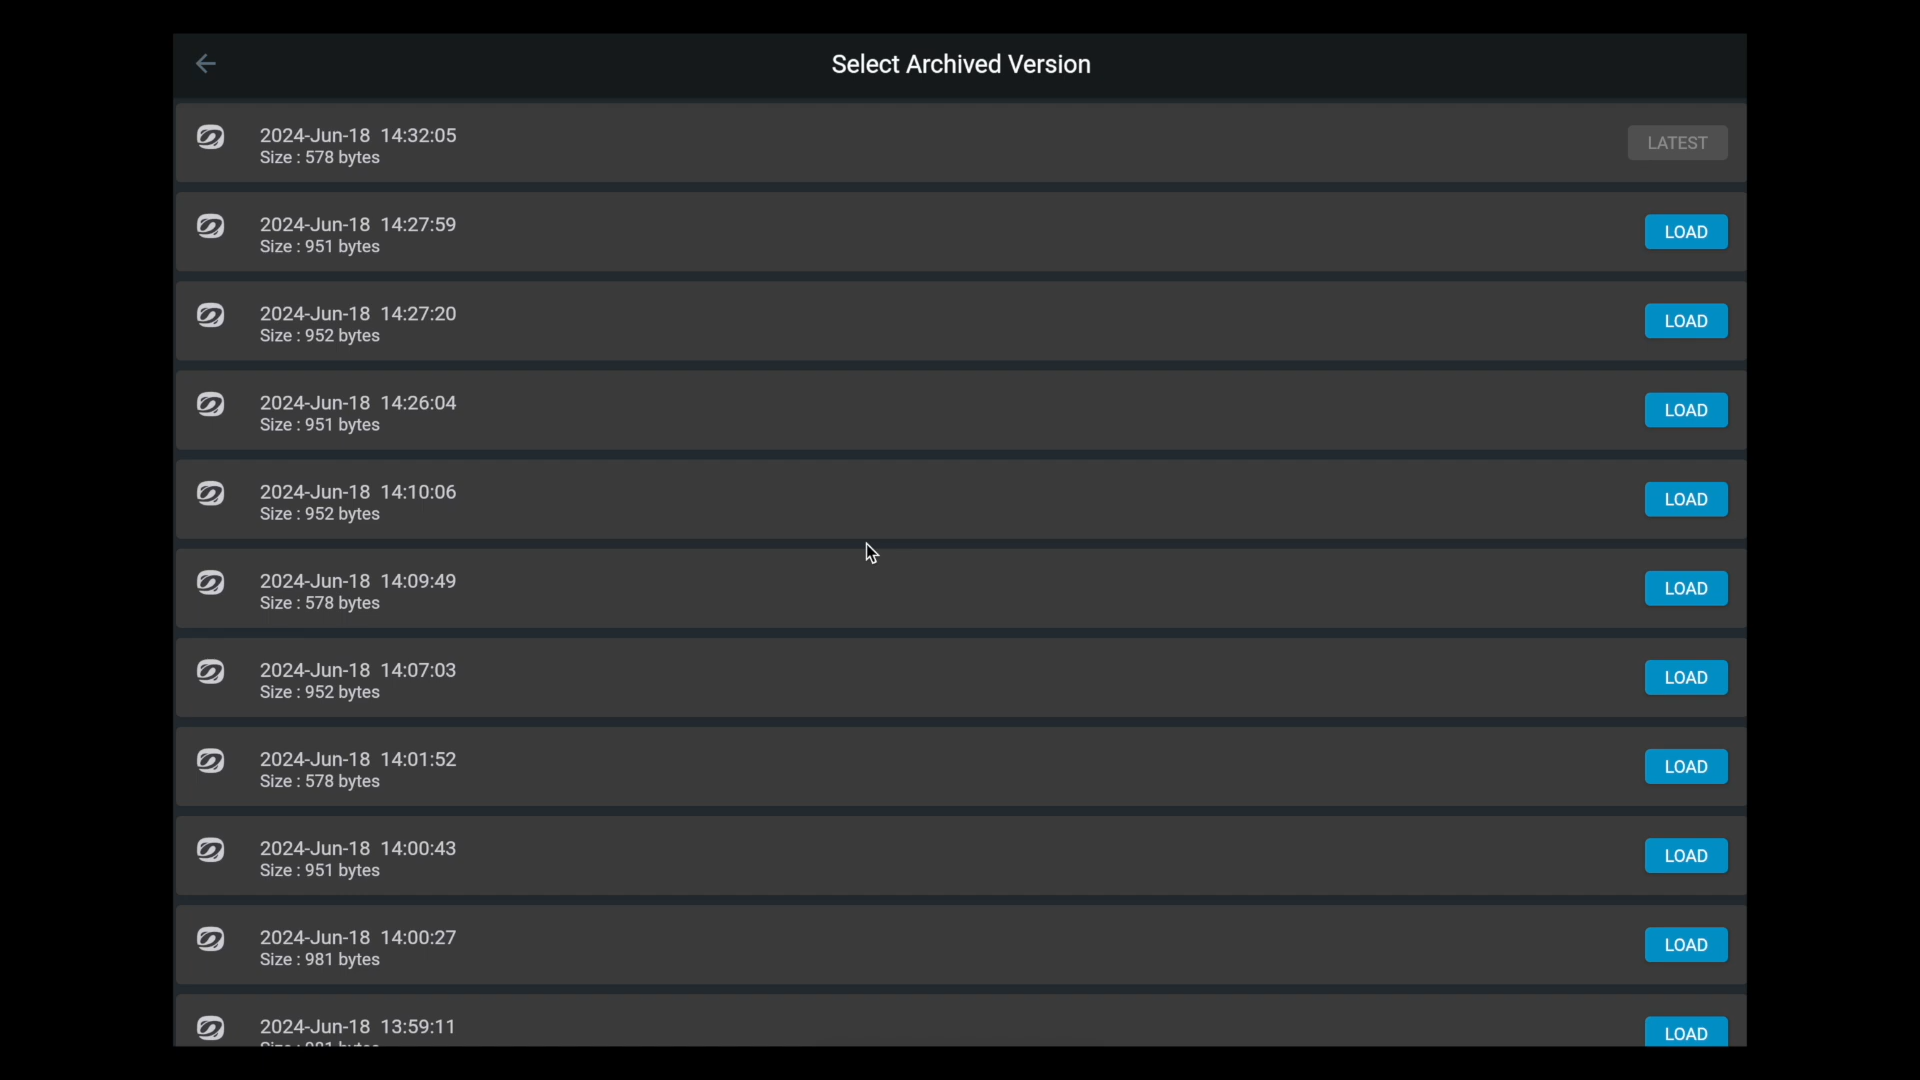 Select Archived Version
2024-Jun-18 14:32:05
Size : 578 bytes
LATEST
2024-Jun-18 14:27:59
Size : 951 bytes
LOAD
2024-Jun-18 14:27:20
Size : 952 bytes
LOAD
2024-Jun-18 14:26:04
Size : 951 bytes
LOAD
2024-Jun-18 14:10:06
Size : 952 bytes
LOAD
2024-Jun-18 14:09:49
Size : 578 bytes
LOAD
2024-Jun-18 14:07:03
Size : 952 bytes
LOAD
2024-Jun-18 14:01:52
Size : 578 bytes
LOAD
2024-Jun-18 14:00:43
Size : 951 bytes
LOAD
2024-Jun-18 14:00:27
Size : 981 bytes
LOAD
2024-Jun-18 13:59:11
LOAD